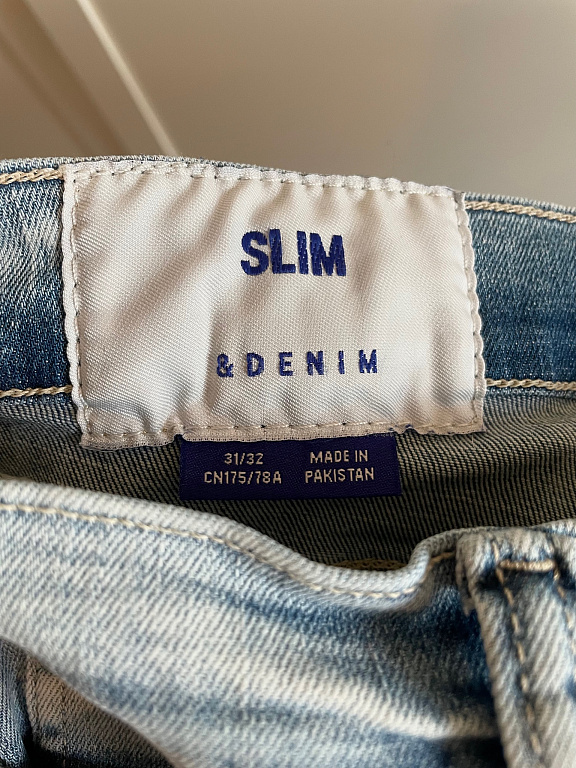 SLIM
& DENIM
31/32
CN175/78A
MADE IN
PAKISTAN